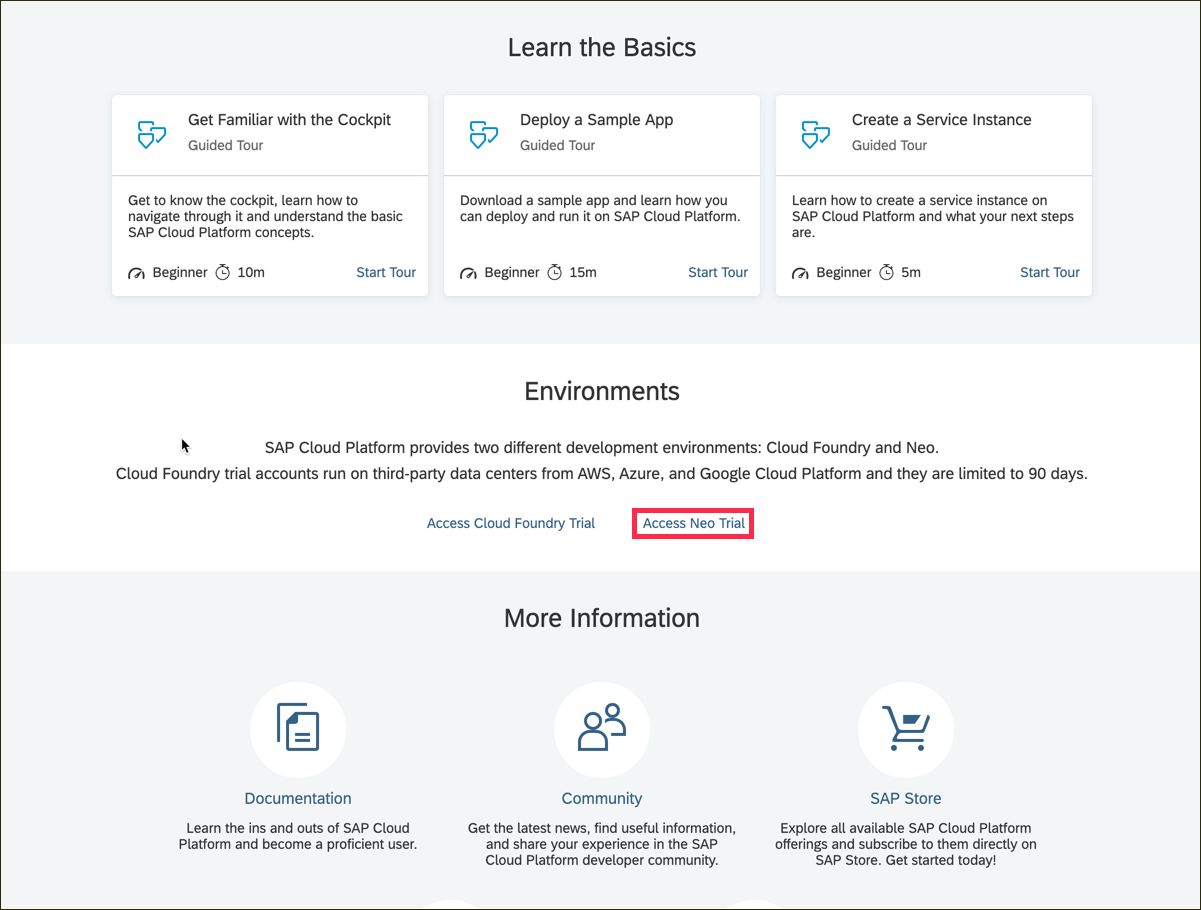 Learn the Basics
Get Familiar with the Cockpit
Guided Tour
Get to know the cockpit, learn how to
navigate through it and understand the basic
SAP Cloud Platform concepts.
Beginner 10m Start Tour
Deploy a Sample App
Guided Tour
Download a sample app and learn how you
can deploy and run it on SAP Cloud Platform.
Beginner 15m Start Tour
Create a Service Instance
Guided Tour
Learn how to create a service instance on
SAP Cloud Platform and what your next steps
are.
Beginner 5m Start Tour
Environments
SAP Cloud Platform provides two different development environments: Cloud Foundry and Neo.
Cloud Foundry trial accounts run on third-party data centers from AWS, Azure, and Google Cloud Platform and they are limited to 90 days.
Access Cloud Foundry Trial Access Neo Trial
More Information
Documentation
Learn the ins and outs of SAP Cloud
Platform and become a proficient user.
Community
Get the latest news, find useful information,
and share your experience in the SAP
Cloud Platform developer community.
SAP Store
Explore all available SAP Cloud Platform
offerings and subscribe to them directly on
SAP Store. Get started today!